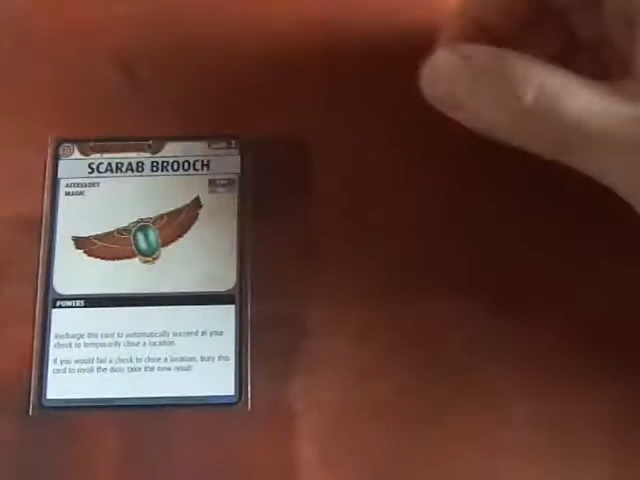 SCARAB BROOCH
ACCESSORY
MAGIC
POWERS
Recharge this card to automatically succeed at your
check to temporarily close a location.
If you would fail a check to close a location, bury this
card to reroll the dice; take the new result.